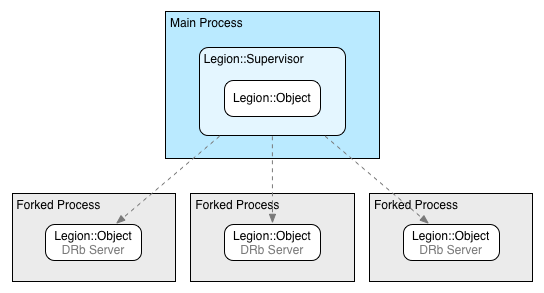 Main Process
Legion::Supervisor
Legion::Object
Forked Process
Legion::Object
DRb Server
Forked Process
Legion::Object
DRb Server
Forked Process
Legion::Object
DRb Server